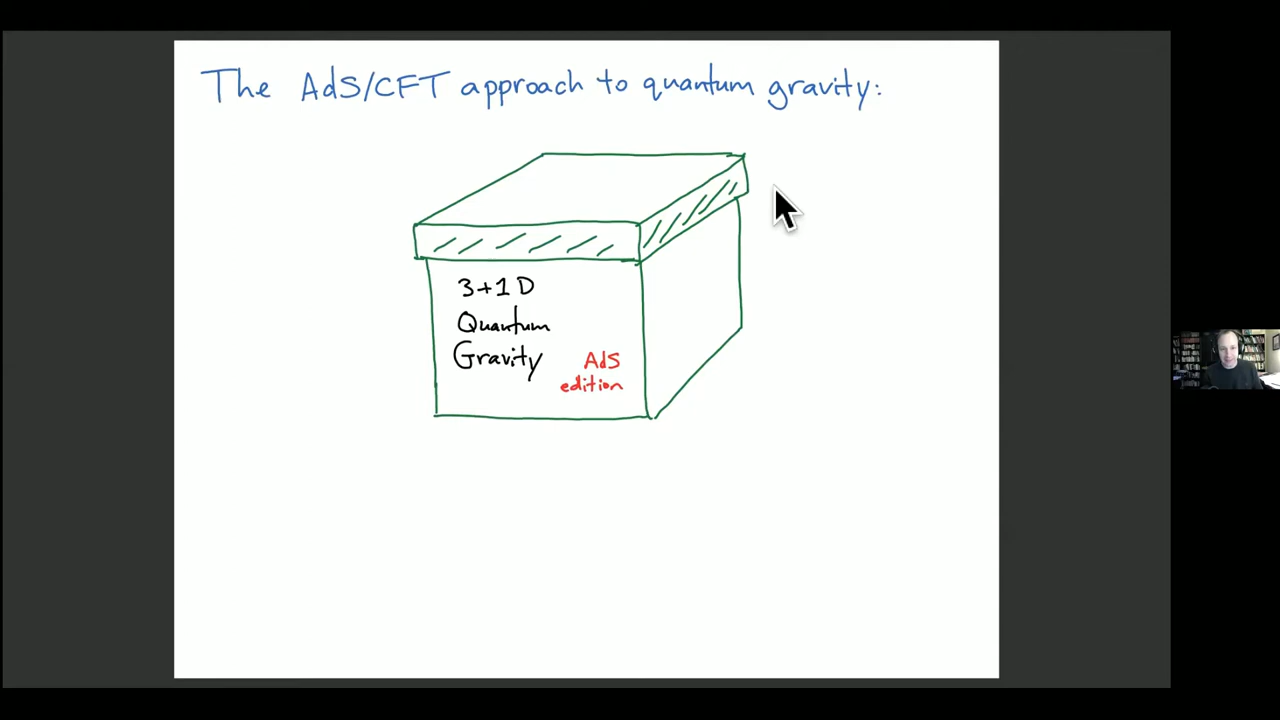 The AdS/CFT approach to quantum gravity:
3+1 D
Quantum
Gravity
AdS
edition